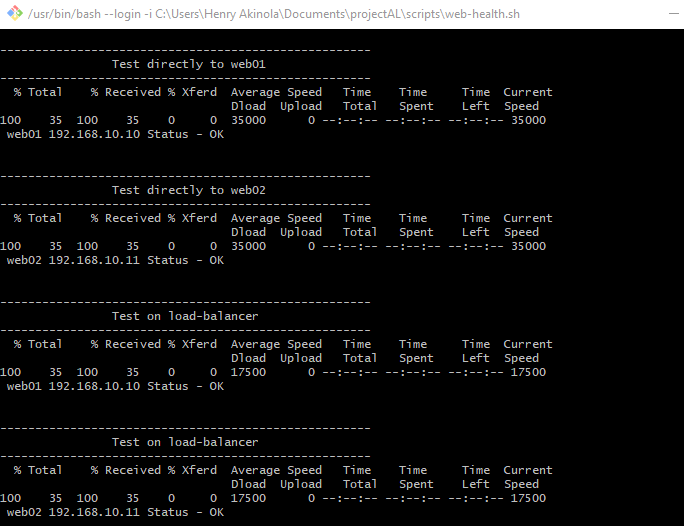 /usr/bin/bash --login -i C:\Users\Henry Akinola\Documents\projectAL\scripts\web-health.sh
-----------------------------------------------------
Test directly to web01
-----------------------------------------------------
% Total % Received % Xferd Average Speed Time Time Time Current
Dload Upload Total Spent Left Speed
100 35 100 35 0 0 35000 0 --:--:-- --:--:-- --:--:-- 35000
web01 192.168.10.10 Status - OK
-----------------------------------------------------
Test directly to web02
-----------------------------------------------------
% Total % Received % Xferd Average Speed Time Time Time Current
Dload Upload Total Spent Left Speed
100 35 100 35 0 0 35000 0 --:--:-- --:--:-- --:--:-- 35000
web02 192.168.10.11 Status - OK
-----------------------------------------------------
Test on load-balancer
-----------------------------------------------------
% Total % Received % Xferd Average Speed Time Time Time Current
Dload Upload Total Spent Left Speed
100 35 100 35 0 0 17500 0 --:--:-- --:--:-- --:--:-- 17500
web01 192.168.10.10 Status - OK
-----------------------------------------------------
Test on load-balancer
-----------------------------------------------------
% Total % Received % Xferd Average Speed Time Time Time Current
Dload Upload Total Spent Left Speed
100 35 100 35 0 0 17500 0 --:--:-- --:--:-- --:--:-- 17500
web02 192.168.10.11 Status - OK